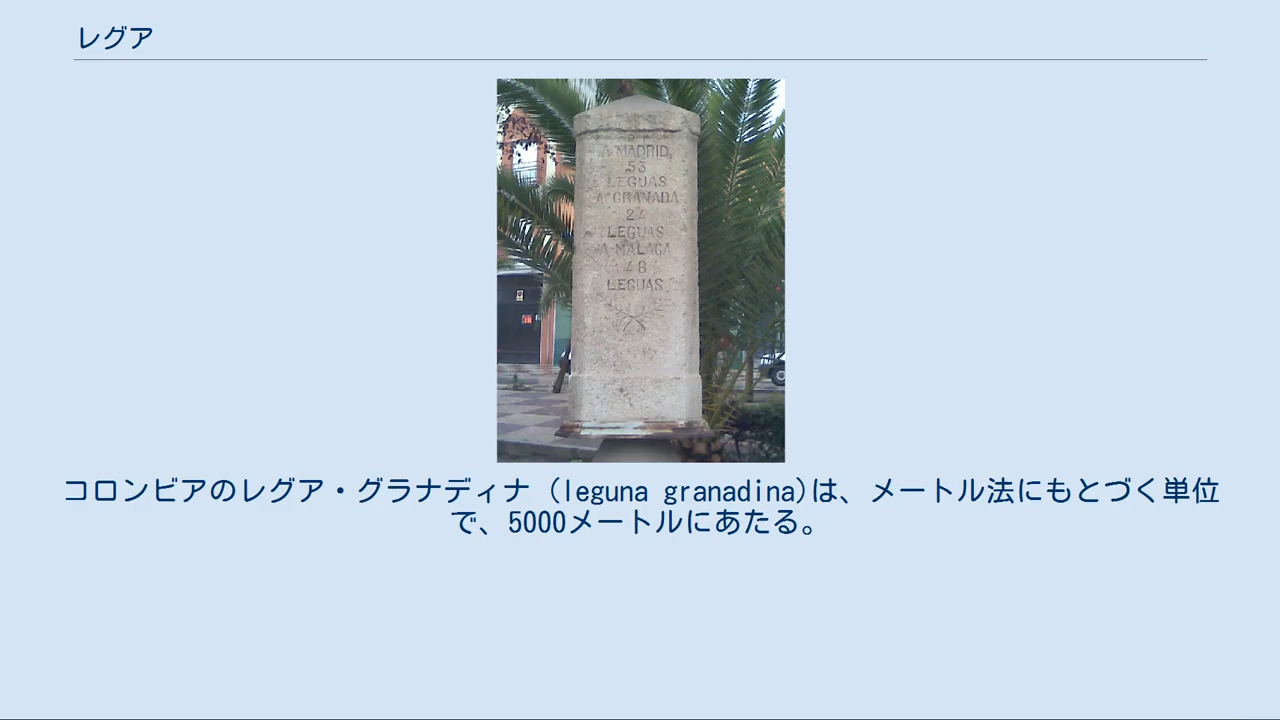 レグア
A MADRID
53
LEGUAS
A GRANADA
24
LEGUAS
A MALAGA
48
LEGUAS
コロンビアのレグア・グラナディナ (leguna granadina)は、メートル法にもとづく単位
で、5000メートルにあたる。